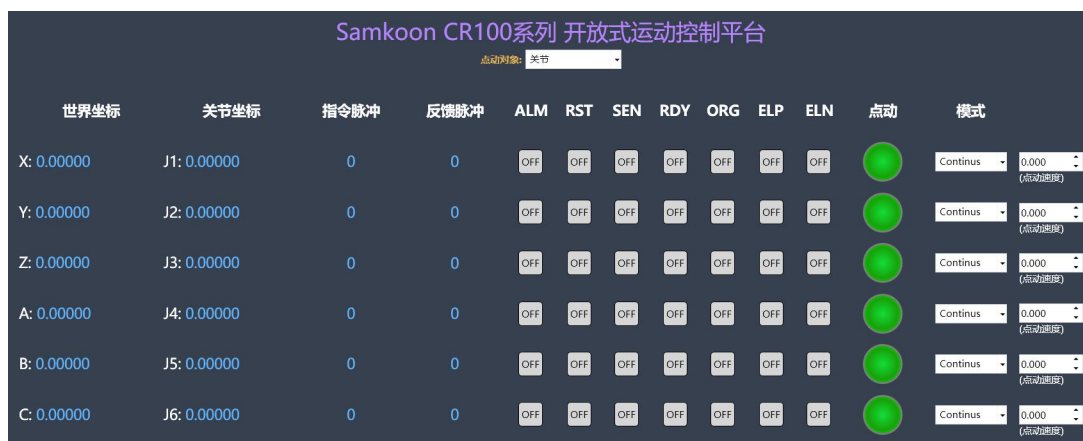 Samkoon CR100系列 开放式运动控制平台
点动对象: 关节
世界坐标 关节坐标 指令脉冲 反馈脉冲 ALM RST SEN RDY ORG ELP ELN 点动 模式
X: 0.00000 J1: 0.00000 0 0 OFF OFF OFF OFF OFF OFF OFF Continus 0.000
(点动速度)
Y: 0.00000 J2: 0.00000 0 0 OFF OFF OFF OFF OFF OFF OFF Continus 0.000
(点动速度)
Z: 0.00000 J3: 0.00000 0 0 OFF OFF OFF OFF OFF OFF OFF Continus 0.000
(点动速度)
A: 0.00000 J4: 0.00000 0 0 OFF OFF OFF OFF OFF OFF OFF Continus 0.000
(点动速度)
B: 0.00000 J5: 0.00000 0 0 OFF OFF OFF OFF OFF OFF OFF Continus 0.000
(点动速度)
C: 0.00000 J6: 0.00000 0 0 OFF OFF OFF OFF OFF OFF OFF Continus 0.000
(点动速度)